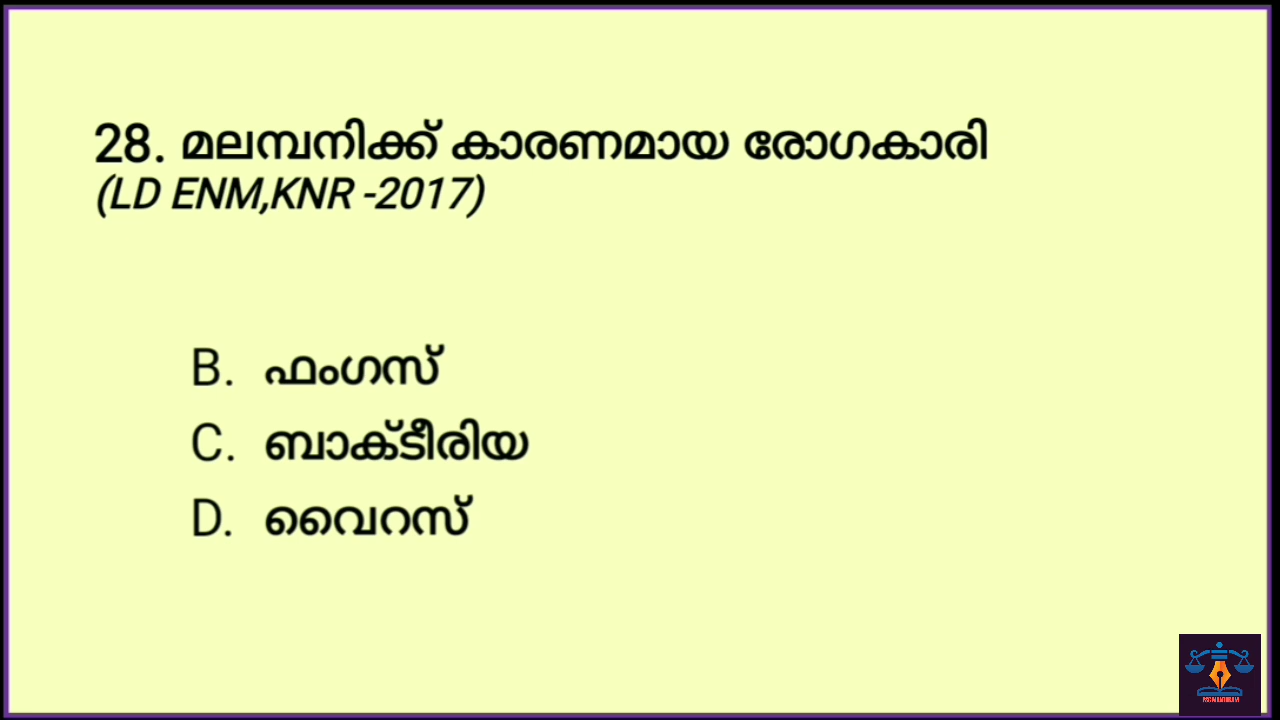 28. മലമ്പനിക്ക് കാരണമായ രോഗകാരി
(LD ENM,KNR -2017)
B. ഫംഗസ്
C. ബാക്ടീരിയ
D. വൈറസ്